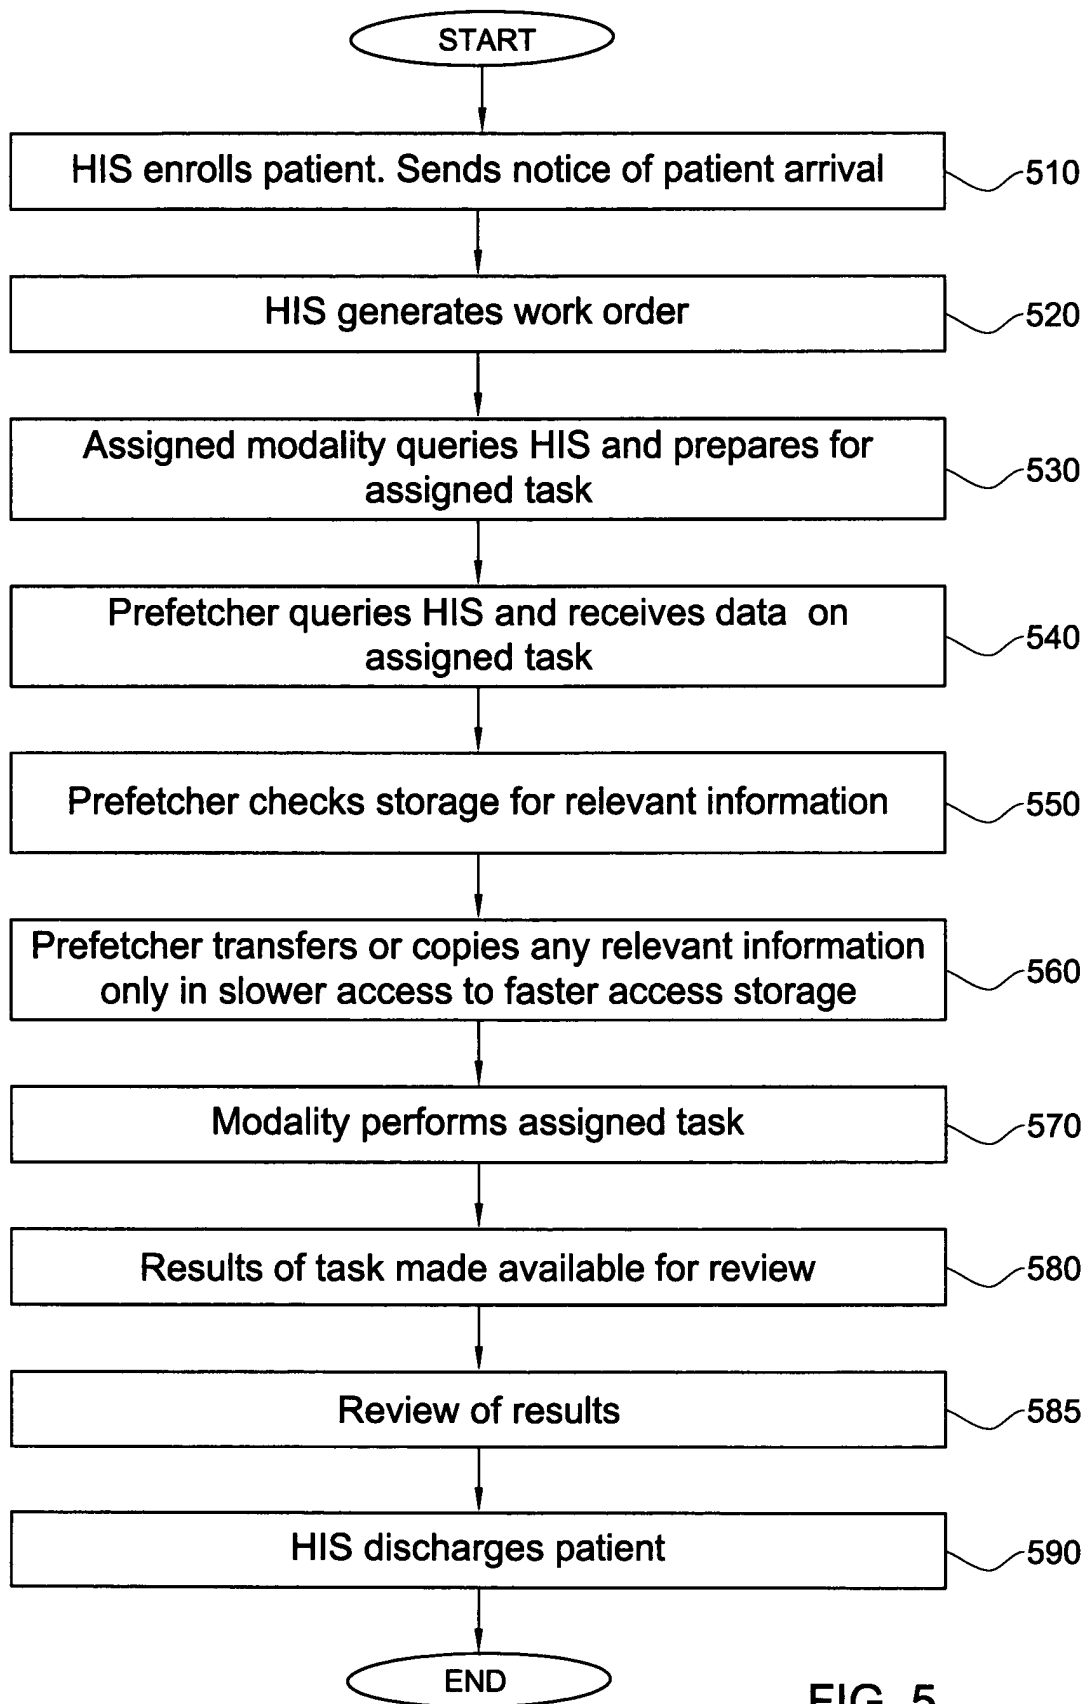 START
HIS enrolls patient. Sends notice of patient arrival
510
HIS generates work order
520
Assigned modality queries HIS and prepares for
assigned task
530
Prefetcher queries HIS and receives data on
assigned task
540
Prefetcher checks storage for relevant information
550
Prefetcher transfers or copies any relevant information
only in slower access to faster access storage
560
Modality performs assigned task
570
Results of task made available for review
580
Review of results
585
HIS discharges patient
590
END
FIG. 5